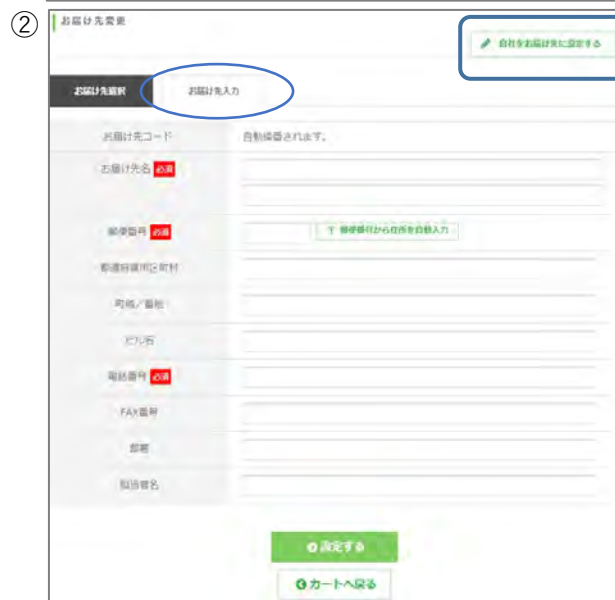 ②
お届け先変更
自社をお届け先に設定する
お届け先選択 お届け先入力
お届け先コード 自動採番されます。
お届け先名 必須
郵便番号 必須 〒 郵便番号から住所を自動入力
都道府県市区町村
町域/番地
ビル名
電話番号 必須
FAX番号
部署
担当者名
設定する
カートへ戻る